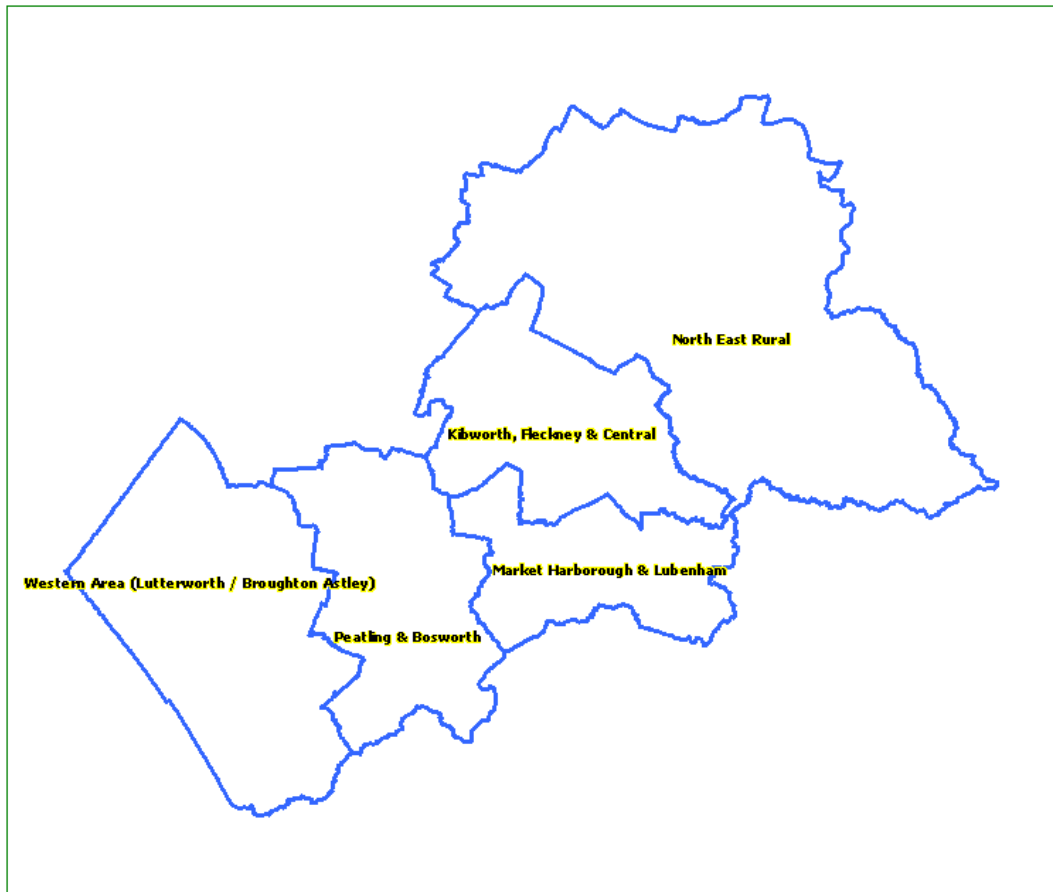 North East Rural
Kibworth, Fleckney & Central
Market Harborough & Lubenham
Western Area (Lutterworth / Broughton Astley)
Peatling & Bosworth